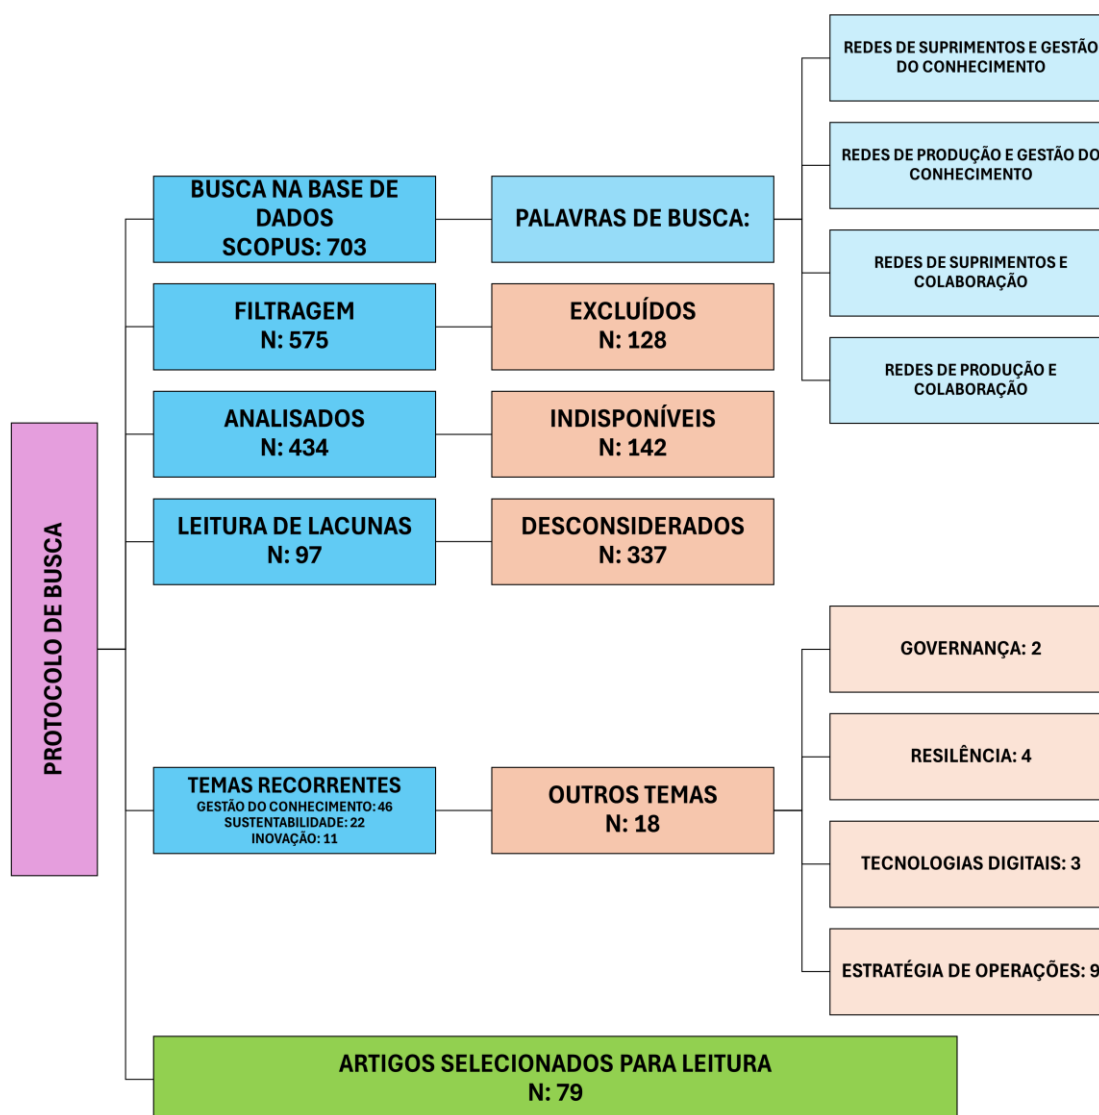 PROTOCOLO DE BUSCA
BUSCA NA BASE DE
DADOS
SCOPUS: 703
PALAVRAS DE BUSCA:
REDES DE SUPRIMENTOS E GESTÃO
DO CONHECIMENTO
REDES DE PRODUÇÃO E GESTÃO DO
CONHECIMENTO
REDES DE SUPRIMENTOS E
COLABORAÇÃO
REDES DE PRODUÇÃO E
COLABORAÇÃO
FILTRAGEM
N: 575
EXCLUÍDOS
N: 128
ANALISADOS
N: 434
INDISPONÍVEIS
N: 142
LEITURA DE LACUNAS
N: 97
DESCONSIDERADOS
N: 337
TEMAS RECORRENTES
GESTÃO DO CONHECIMENTO: 46
SUSTENTABILIDADE: 22
INOVAÇÃO: 11
OUTROS TEMAS
N: 18
GOVERNANÇA: 2
RESILÊNCIA: 4
TECNOLOGIAS DIGITAIS: 3
ESTRATÉGIA DE OPERAÇÕES: 9
ARTIGOS SELECIONADOS PARA LEITURA
N: 79